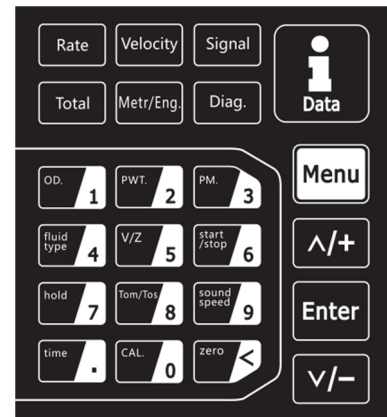 Rate Velocity Signal
Total Metr/Eng. Diag. Data
Menu
OD. 1 PWT. 2 PM. 3
fluid type 4 V/Z 5 start /stop 6
∧/+
hold 7 Tom/Tos 8 sound speed 9
Enter
time . CAL. 0 zero <
∨/−